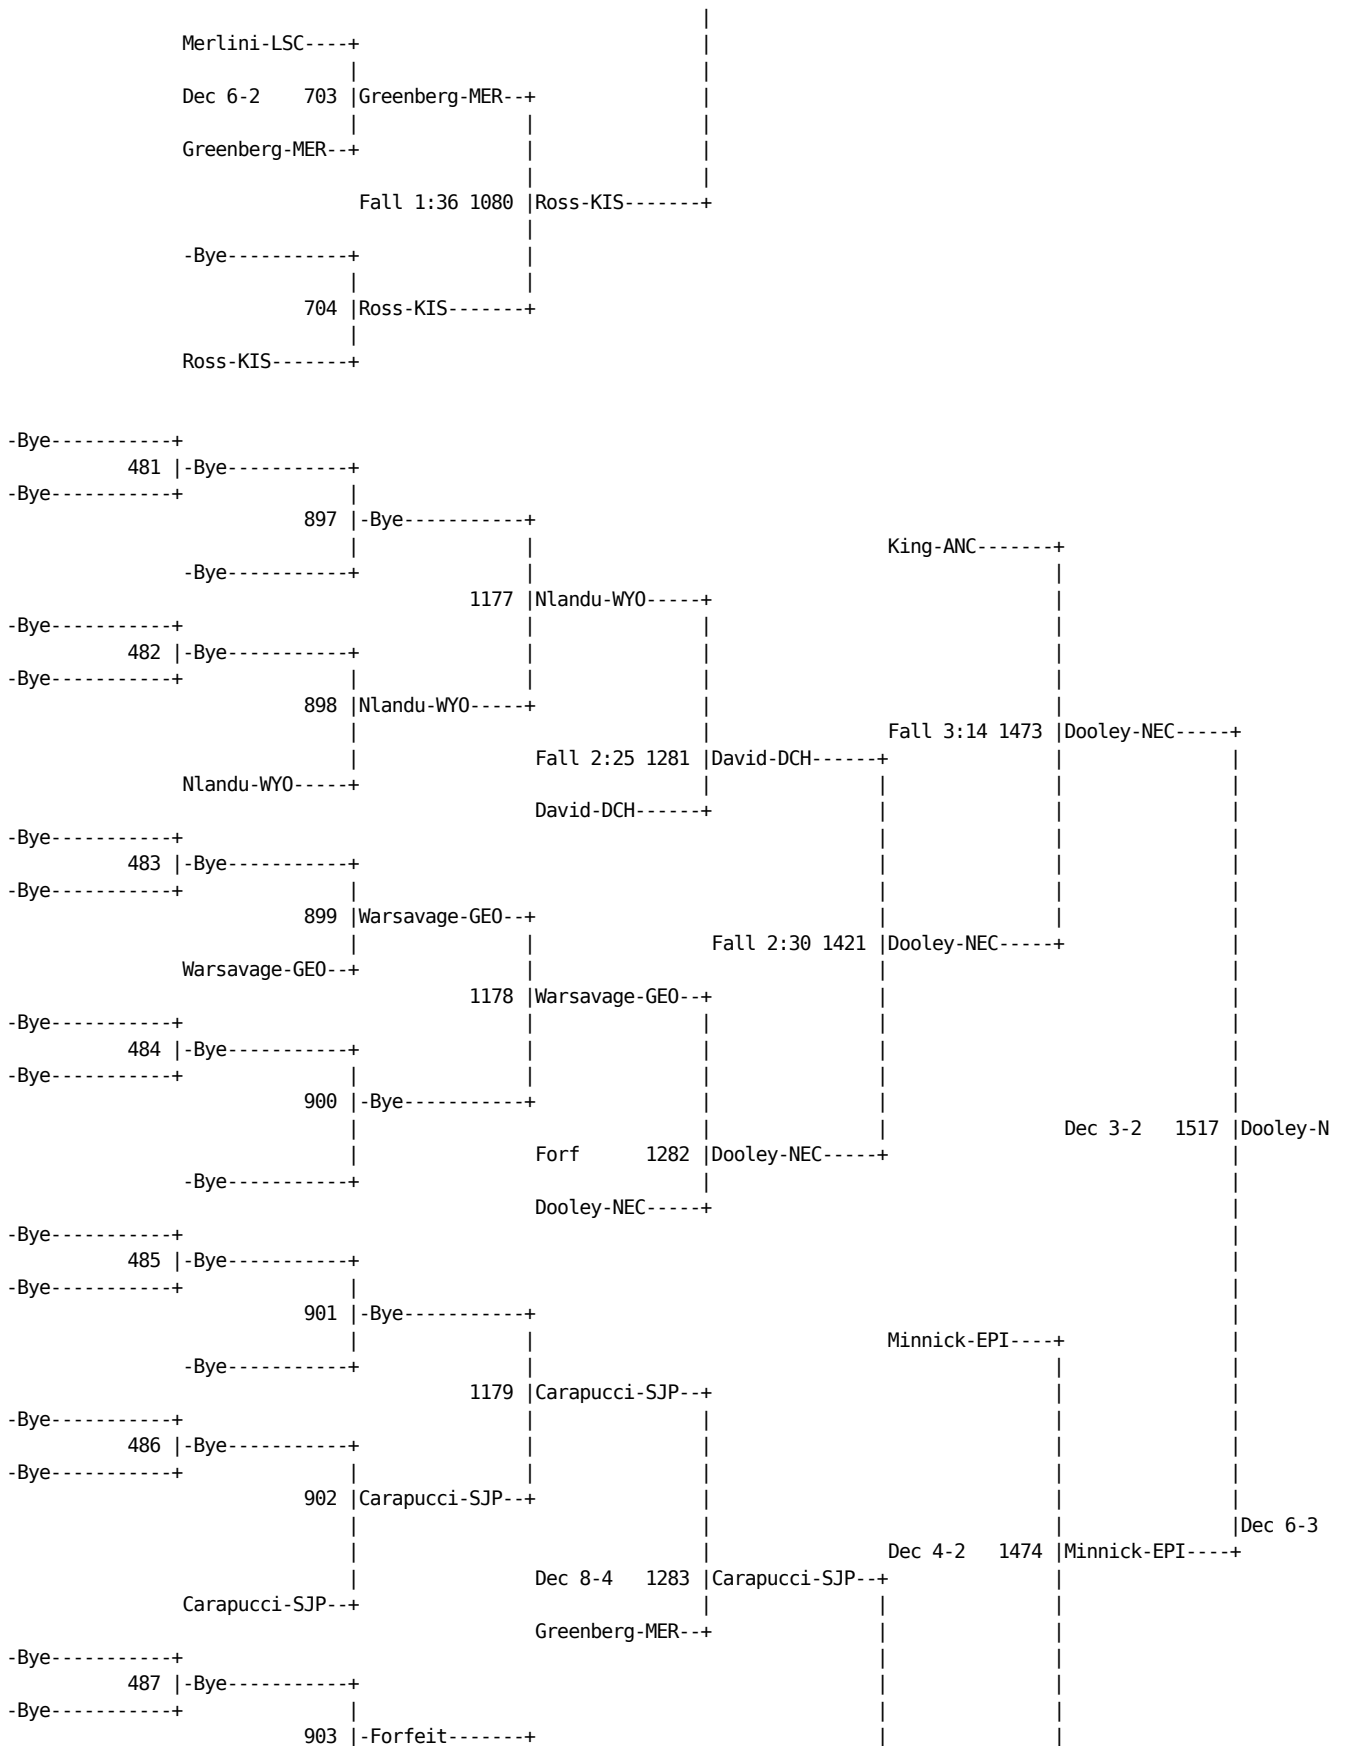 |
                Merlini-LSC----+                               |
                               |                               |
                Dec 6-2    703 |Greenberg-MER--+               |
                               |               |               |
                Greenberg-MER--+               |               |
                                               |               |
                                Fall 1:36 1080 |Ross-KIS-------+
                                               |
                -Bye-----------+               |
                               |               |
                           704 |Ross-KIS-------+
                               |
                Ross-KIS-------+


-Bye-----------+
           481 |-Bye-----------+
-Bye-----------+               |
                           897 |-Bye-----------+
                               |               |                                King-ANC-------+
                -Bye-----------+               |                                               |
                                          1177 |Nlandu-WYO-----+                               |
-Bye-----------+                               |               |                               |
           482 |-Bye-----------+               |               |                               |
-Bye-----------+               |               |               |                               |
                           898 |Nlandu-WYO-----+               |                               |
                               |                               |                Fall 3:14 1473 |Dooley-NEC-----+
                               |                Fall 2:25 1281 |David-DCH------+               |               |
                Nlandu-WYO-----+                               |               |               |               |
                                                David-DCH------+               |               |               |
-Bye-----------+                                                               |               |               |
           483 |-Bye-----------+                                               |               |               |
-Bye-----------+               |                                               |               |               |
                           899 |Warsavage-GEO--+                               |               |               |
                               |               |                Fall 2:30 1421 |Dooley-NEC-----+               |
                Warsavage-GEO--+               |                               |                               |
                                          1178 |Warsavage-GEO--+               |                               |
-Bye-----------+                               |               |               |                               |
           484 |-Bye-----------+               |               |               |                               |
-Bye-----------+               |               |               |               |                               |
                           900 |-Bye-----------+               |               |                               |
                               |                               |               |                Dec 3-2   1517 |Dooley-N
                               |                Forf      1282 |Dooley-NEC-----+                               |
                -Bye-----------+                               |                                               |
                                                Dooley-NEC-----+                                               |
-Bye-----------+                                                                                               |
           485 |-Bye-----------+                                                                               |
-Bye-----------+               |                                                                               |
                           901 |-Bye-----------+                                                               |
                               |               |                                Minnick-EPI----+               |
                -Bye-----------+               |                                               |               |
                                          1179 |Carapucci-SJP--+                               |               |
-Bye-----------+                               |               |                               |               |
           486 |-Bye-----------+               |               |                               |               |
-Bye-----------+               |               |               |                               |               |
                           902 |Carapucci-SJP--+               |                               |               |
                               |                               |                               |               |Dec 6-3
                               |                               |                Dec 4-2   1474 |Minnick-EPI----+
                               |                Dec 8-4   1283 |Carapucci-SJP--+               |
                Carapucci-SJP--+                               |               |               |
                                                Greenberg-MER--+               |               |
-Bye-----------+                                                               |               |
           487 |-Bye-----------+                                               |               |
-Bye-----------+               |                                               |               |
                           903 |-Forfeit-------+                               |               |